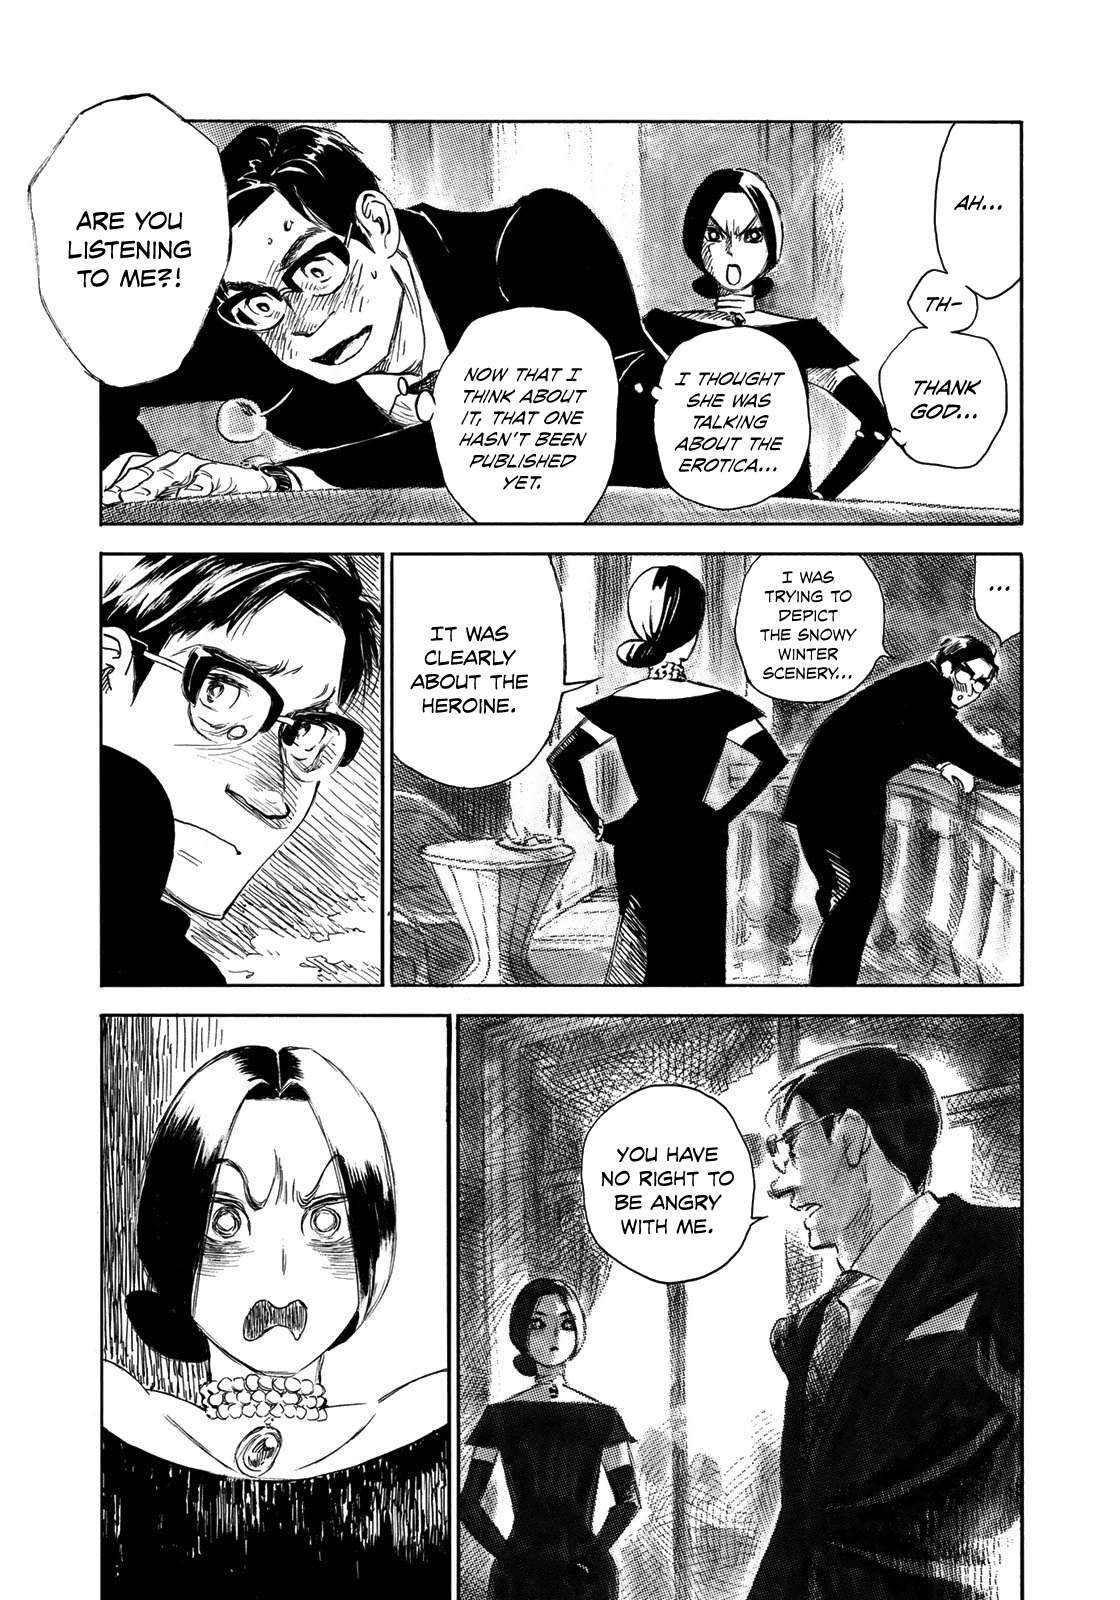 AH...
TH-
THANK
GOD...
I THOUGHT
SHE WAS
TALKING
ABOUT THE
EROTICA...
NOW THAT I
THINK ABOUT
IT, THAT ONE
HASN'T BEEN
PUBLISHED
YET.
ARE YOU
LISTENING
TO ME?!
...
I WAS
TRYING TO
DEPICT
THE SNOWY
WINTER
SCENERY...
IT WAS
CLEARLY
ABOUT THE
HEROINE.
YOU HAVE
NO RIGHT TO
BE ANGRY
WITH ME.